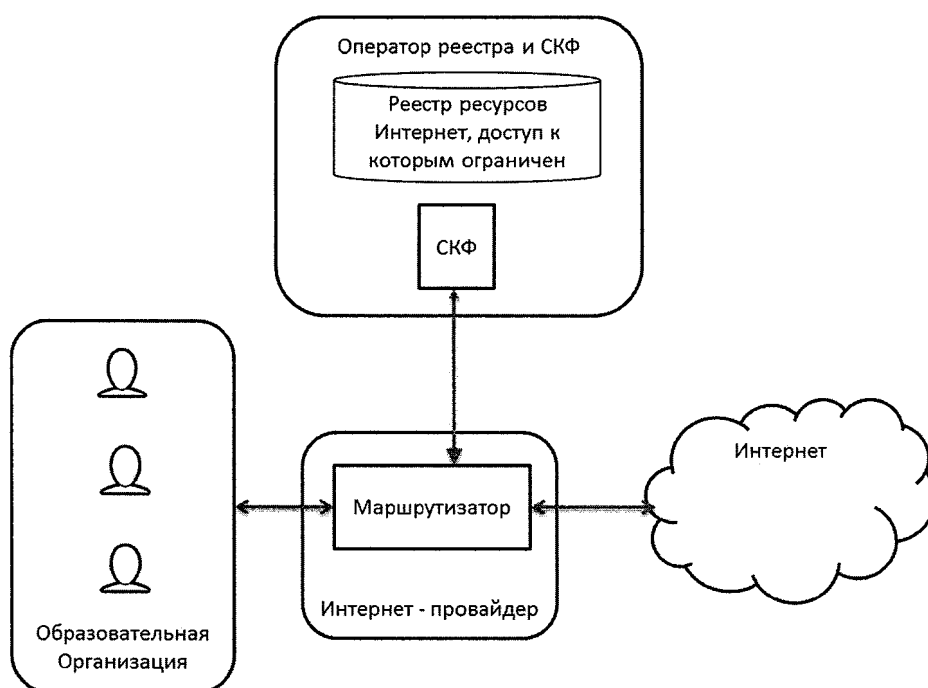 Оператор реестра и СКФ
Реестр ресурсов
Интернет, доступ к
которым ограничен
СКФ
Интернет
Маршрутизатор
Интернет - провайдер
Образовательная
Организация